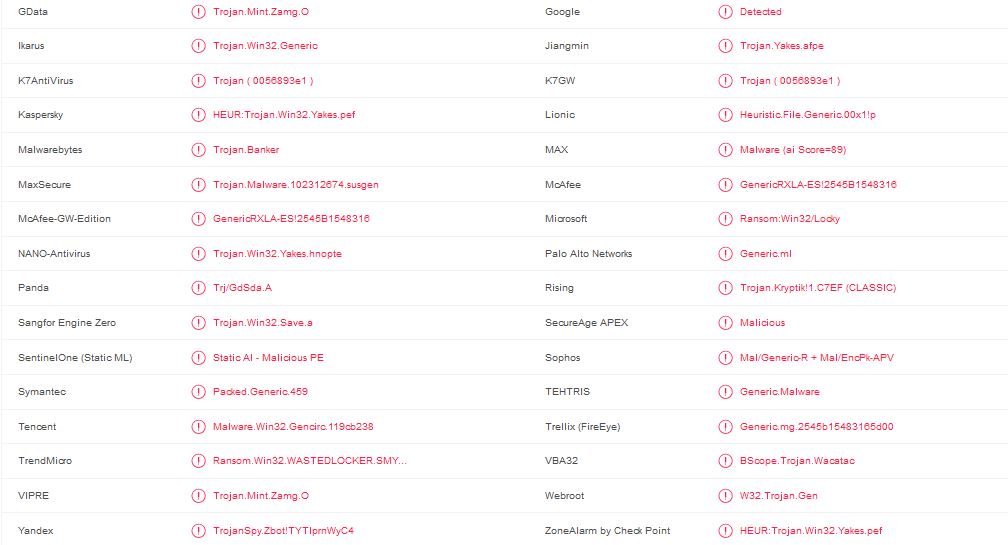 GData Trojan.Mint.Zamg.O Google Detected
Ikarus Trojan.Win32.Generic Jiangmin Trojan.Yakes.afpe
K7AntiVirus Trojan ( 0056893e1 ) K7GW Trojan ( 0056893e1 )
Kaspersky HEUR:Trojan.Win32.Yakes.pef Lionic Heuristic.File.Generic.00x1!p
Malwarebytes Trojan.Banker MAX Malware (ai Score=89)
MaxSecure Trojan.Malware.102312674.susgen McAfee GenericRXLA-ES!2545B1548316
McAfee-GW-Edition GenericRXLA-ES!2545B1548316 Microsoft Ransom:Win32/Locky
NANO-Antivirus Trojan.Win32.Yakes.hnopte Palo Alto Networks Generic.ml
Panda Trj/GdSda.A Rising Trojan.Kryptik!1.C7EF (CLASSIC)
Sangfor Engine Zero Trojan.Win32.Save.a SecureAge APEX Malicious
SentinelOne (Static ML) Static AI - Malicious PE Sophos Mal/Generic-R + Mal/EncPk-APV
Symantec Packed.Generic.459 TEHTRIS Generic.Malware
Tencent Malware.Win32.Gencirc.119cb238 Trellix (FireEye) Generic.mg.2545b15483165d00
TrendMicro Ransom.Win32.WASTEDLOCKER.SMY... VBA32 BScope.Trojan.Wacatac
VIPRE Trojan.Mint.Zamg.O Webroot W32.Trojan.Gen
Yandex TrojanSpy.Zbot!TYTIprnWyC4 ZoneAlarm by Check Point HEUR:Trojan.Win32.Yakes.pef